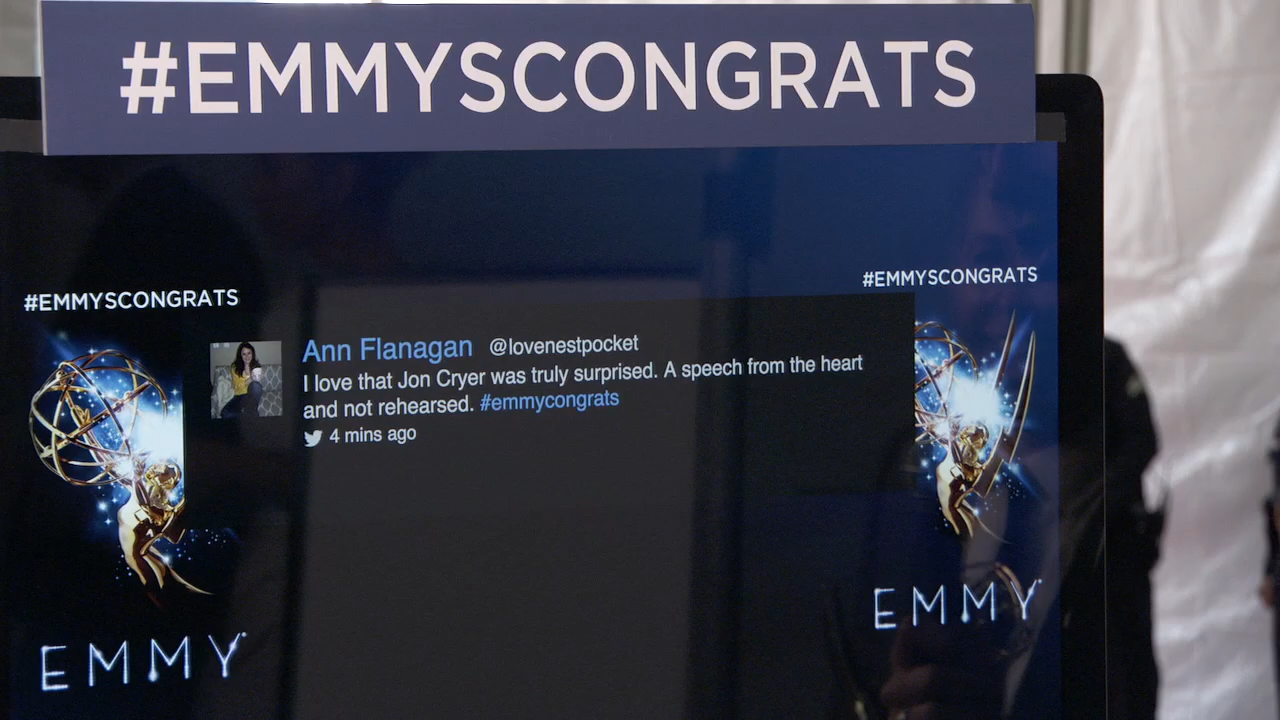 #EMMYSCONGRATS
#EMMYSCONGRATS
#EMMYSCONGRATS
Ann Flanagan @lovenestpocket
I love that Jon Cryer was truly surprised. A speech from the heart
and not rehearsed. #emmycongrats
4 mins ago
EMMY
EMMY